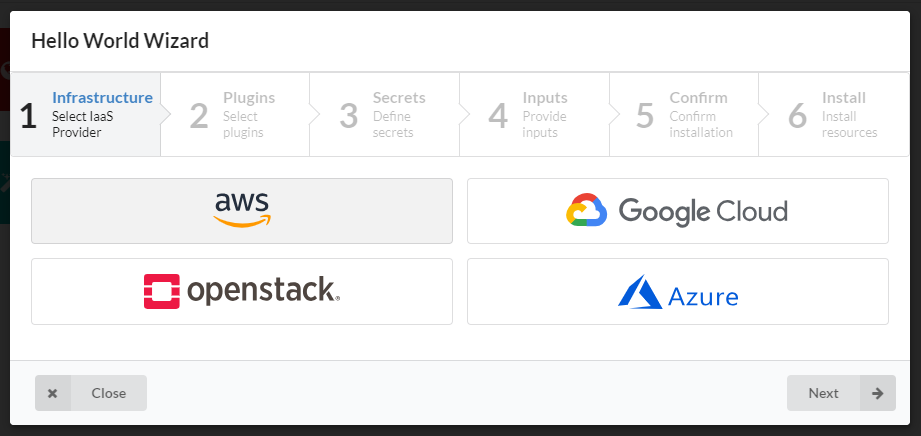 Hello World Wizard
1 Infrastructure
Select IaaS
Provider
2 Plugins
Select
plugins
3 Secrets
Define
secrets
4 Inputs
Provide
inputs
5 Confirm
Confirm
installation
6 Install
Install
resources
aws
Google Cloud
openstack.
Azure
Close
Next